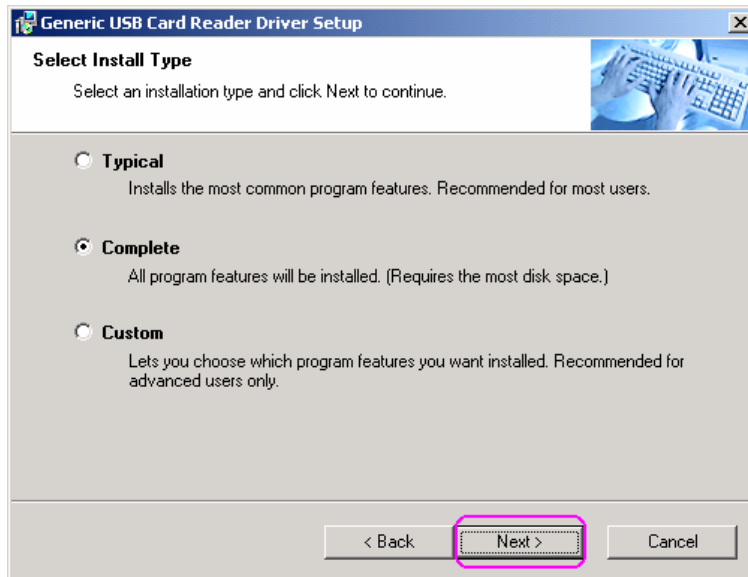 Generic USB Card Reader Driver Setup
Select Install Type
Select an installation type and click Next to continue.
Typical
Installs the most common program features. Recommended for most users.
Complete
All program features will be installed. (Requires the most disk space.)
Custom
Lets you choose which program features you want installed. Recommended for
advanced users only.
< Back
Next >
Cancel